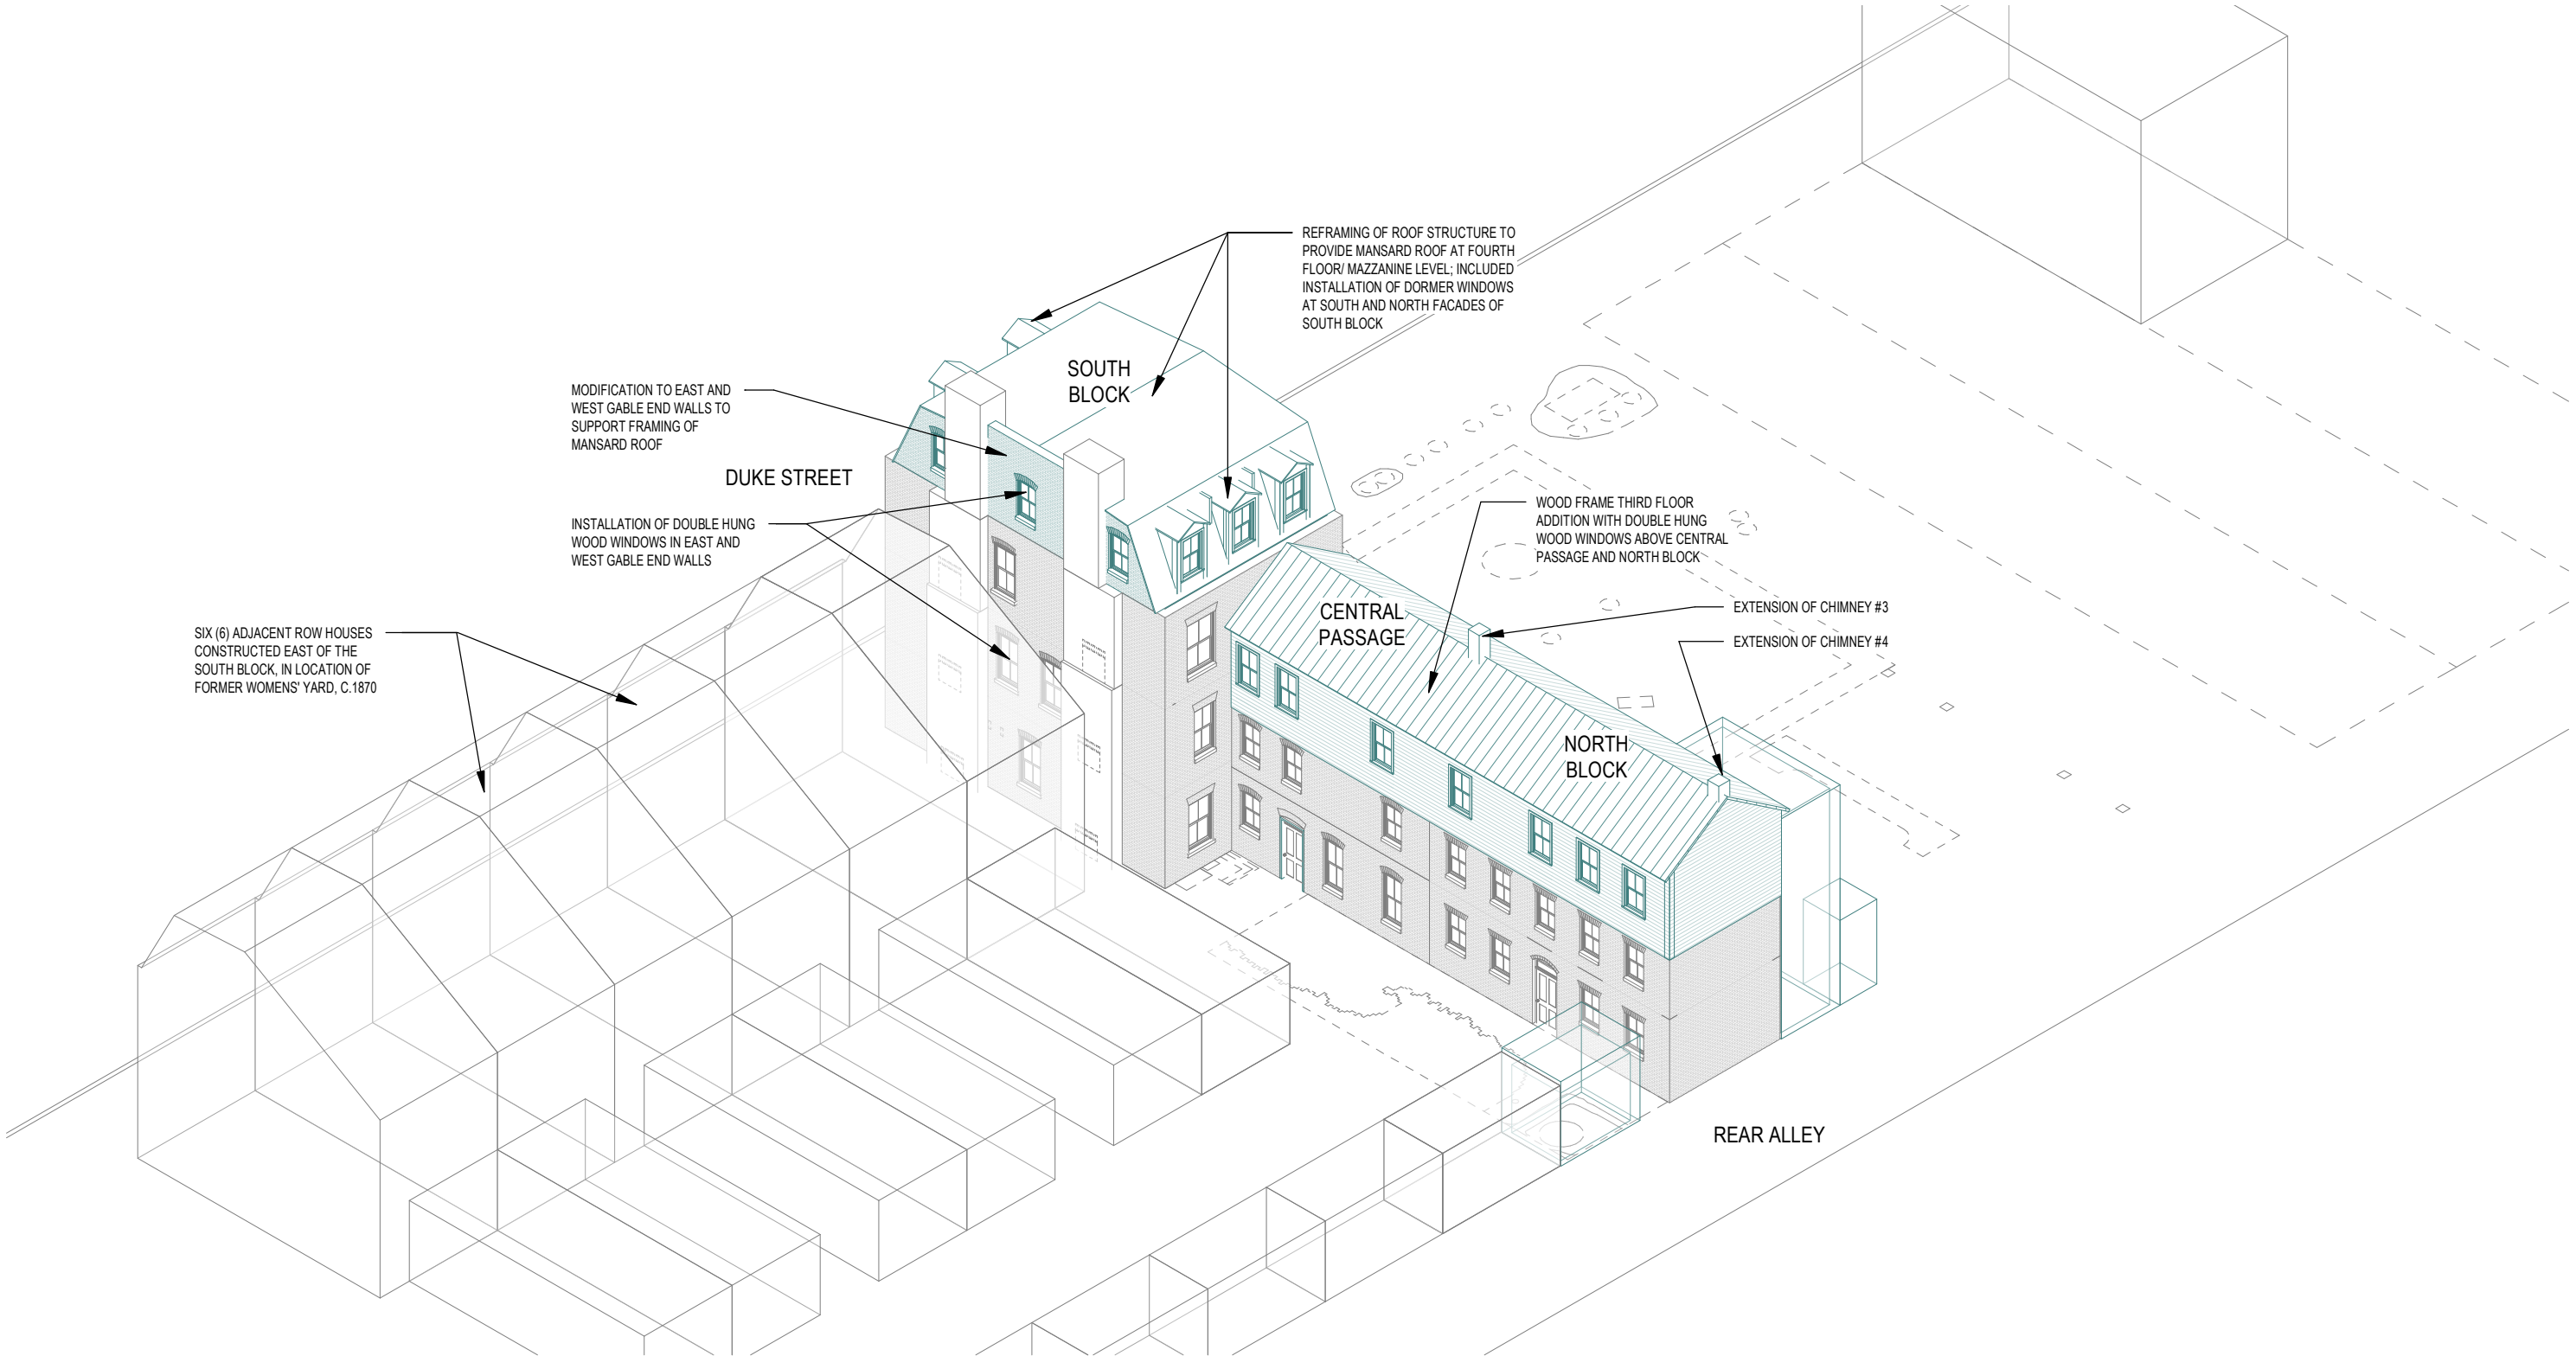 REFRAMING OF ROOF STRUCTURE TO
PROVIDE MANSARD ROOF AT FOURTH
FLOOR/ MAZZANINE LEVEL; INCLUDED
INSTALLATION OF DORMER WINDOWS
AT SOUTH AND NORTH FACADES OF
SOUTH BLOCK
SOUTH
BLOCK
MODIFICATION TO EAST AND
WEST GABLE END WALLS TO
SUPPORT FRAMING OF
MANSARD ROOF
DUKE STREET
INSTALLATION OF DOUBLE HUNG
WOOD WINDOWS IN EAST AND
WEST GABLE END WALLS
WOOD FRAME THIRD FLOOR
ADDITION WITH DOUBLE HUNG
WOOD WINDOWS ABOVE CENTRAL
PASSAGE AND NORTH BLOCK
CENTRAL
PASSAGE
EXTENSION OF CHIMNEY #3
EXTENSION OF CHIMNEY #4
SIX (6) ADJACENT ROW HOUSES
CONSTRUCTED EAST OF THE
SOUTH BLOCK, IN LOCATION OF
FORMER WOMENS' YARD, C.1870
NORTH
BLOCK
REAR ALLEY